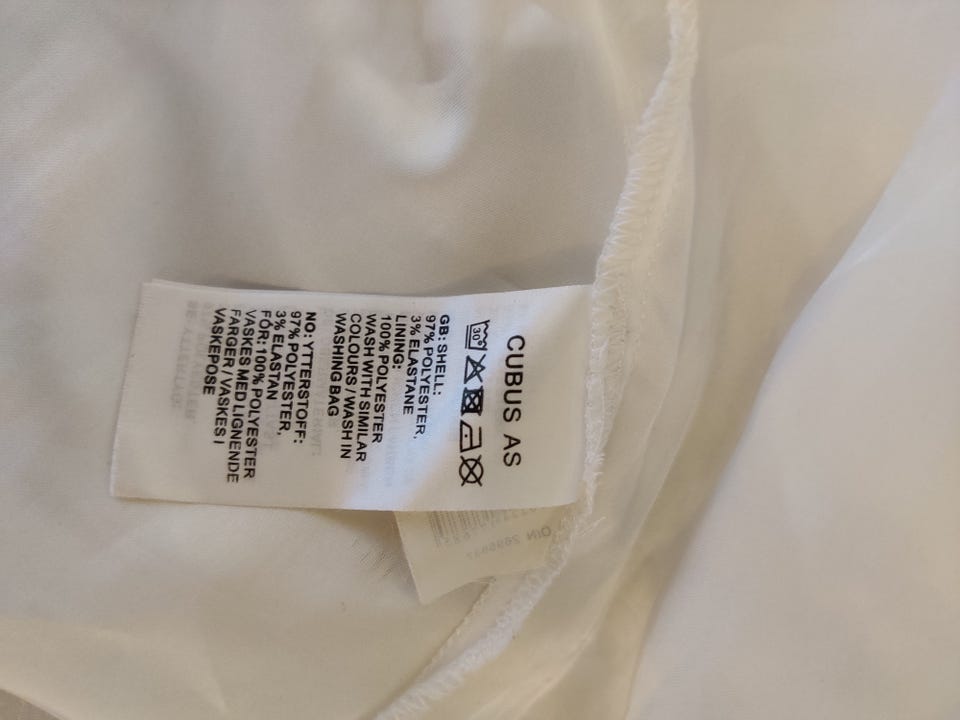 CUBUS AS
30°
GB: SHELL:
97% POLYESTER,
3% ELASTANE
LINING:
100% POLYESTER
WASH WITH SIMILAR
COLOURS / WASH IN
WASHING BAG
NO: YTTERSTOFF:
97% POLYESTER,
3% ELASTAN
FÓR: 100% POLYESTER
VASKES MED LIGNENDE
FARGER / VASKES I
VASKEPOSE